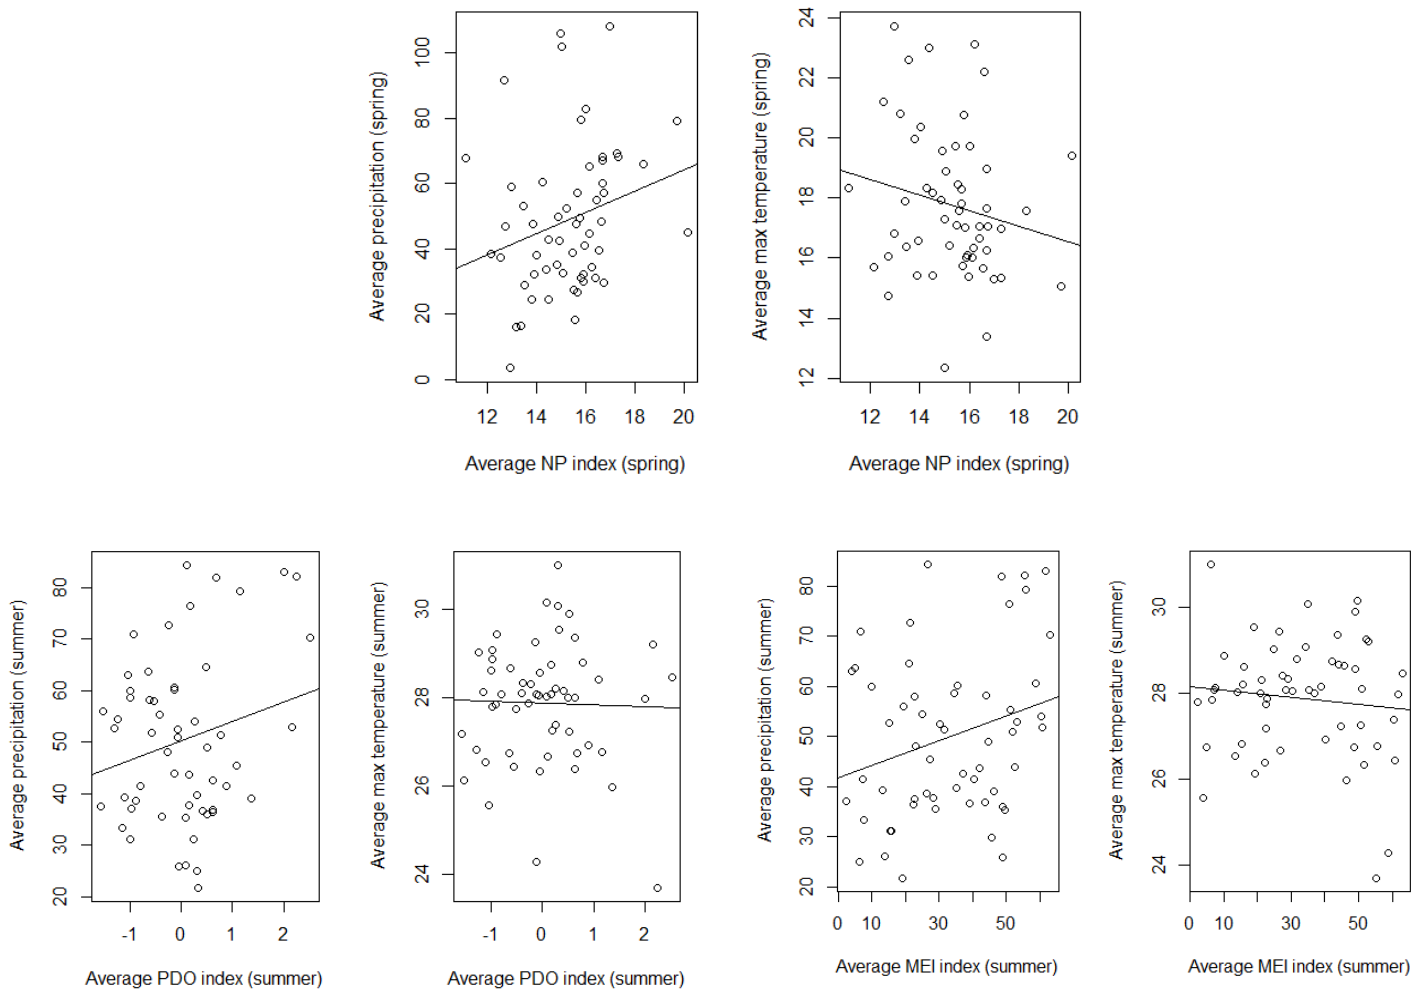 Average precipitation (spring)
0 20 40 60 80 100
12 14 16 18 20
Average NP index (spring)
Average max temperature (spring)
12 14 16 18 20 22 24
12 14 16 18 20
Average NP index (spring)
Average precipitation (summer)
20 30 40 50 60 70 80
-1 0 1 2
Average PDO index (summer)
Average max temperature (summer)
24 26 28 30
-1 0 1 2
Average PDO index (summer)
Average precipitation (summer)
20 30 40 50 60 70 80
0 10 30 50
Average MEI index (summer)
Average max temperature (summer)
24 26 28 30
0 10 30 50
Average MEI index (summer)